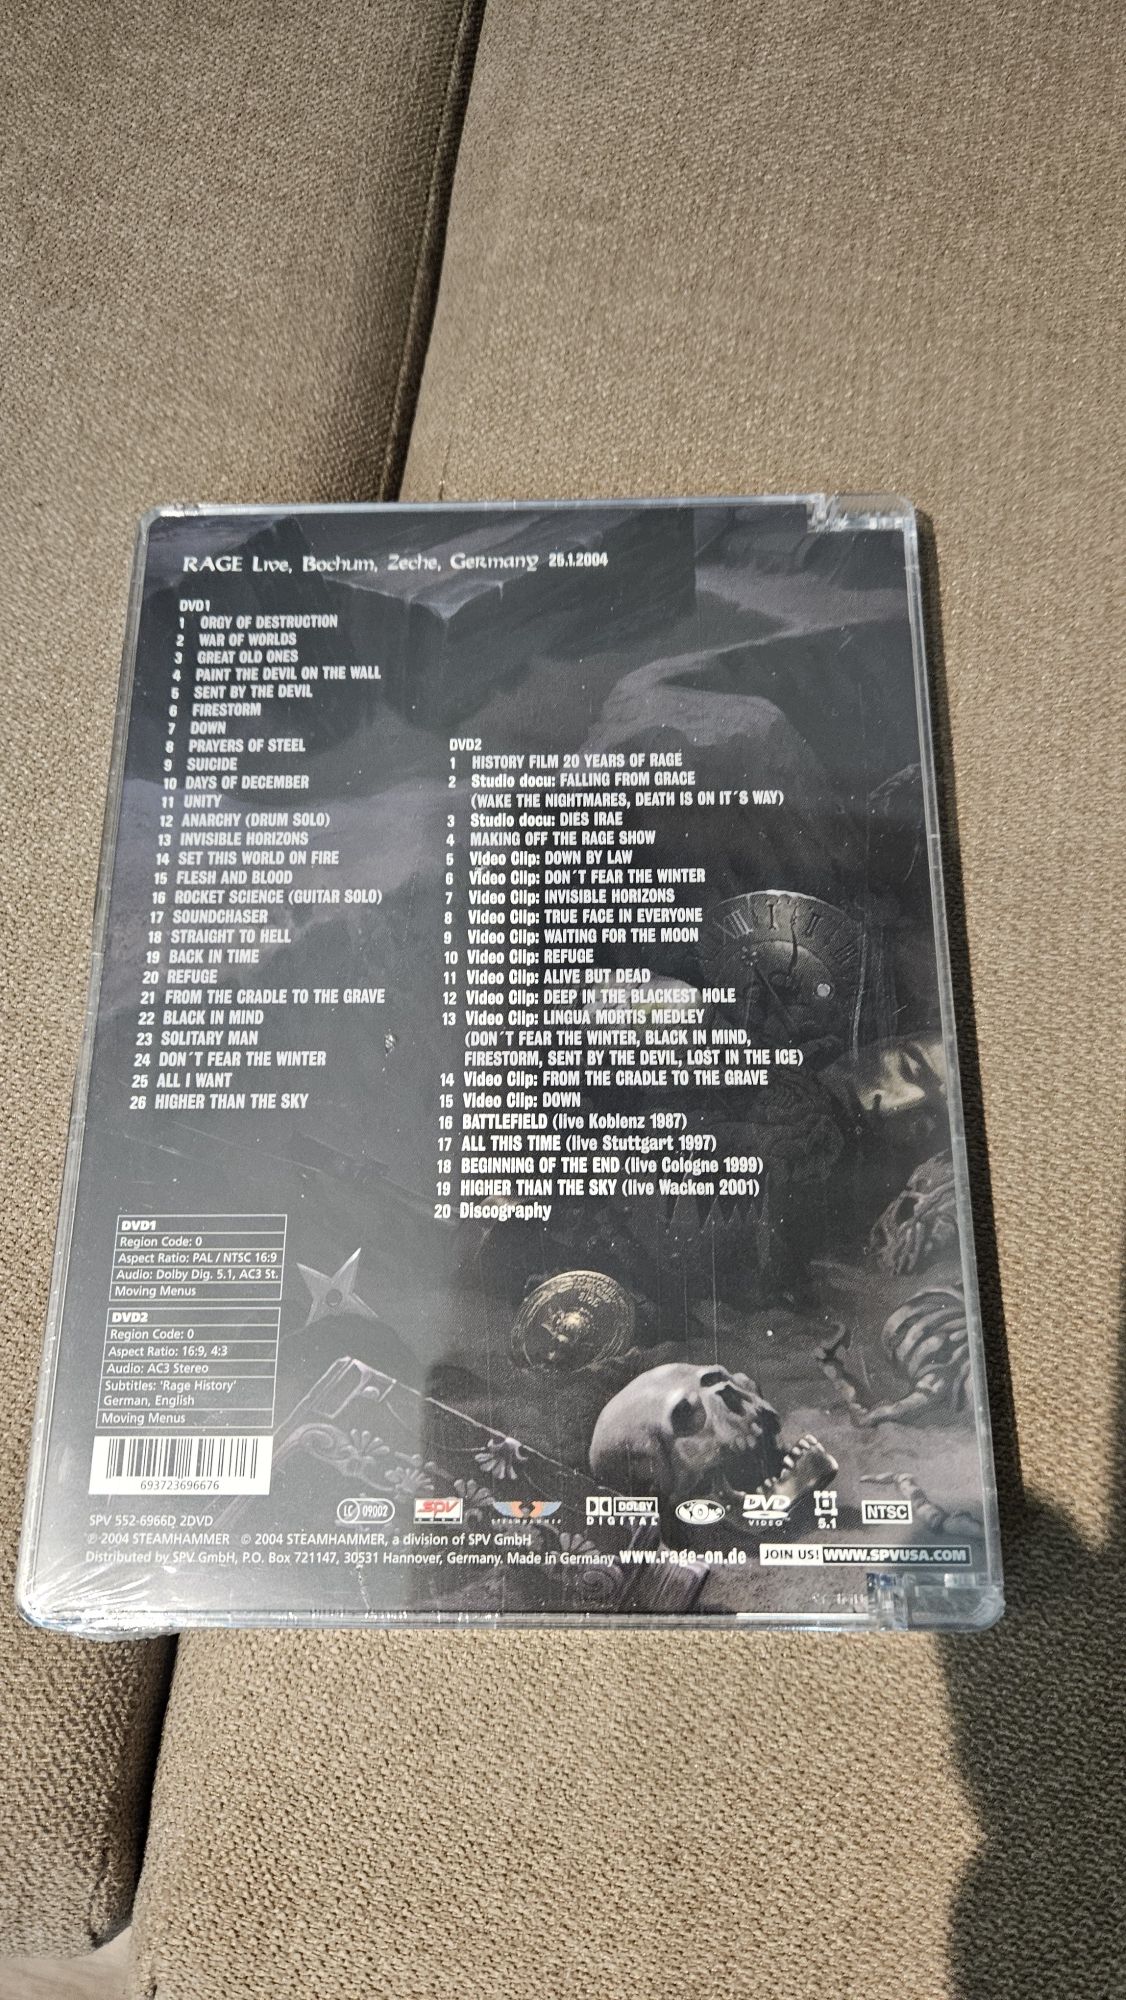 RAGE Live, Bochum, Zeche, Germany 26.1.2004
DVD1
1 ORGY OF DESTRUCTION
2 WAR OF WORLDS
3 GREAT OLD ONES
4 PAINT THE DEVIL ON THE WALL
5 SENT BY THE DEVIL
6 FIRESTORM
7 DOWN
8 PRAYERS OF STEEL
9 SUICIDE
10 DAYS OF DECEMBER
11 UNITY
12 ANARCHY (DRUM SOLO)
13 INVISIBLE HORIZONS
14 SET THIS WORLD ON FIRE
15 FLESH AND BLOOD
16 ROCKET SCIENCE (GUITAR SOLO)
17 SOUNDCHASER
18 STRAIGHT TO HELL
19 BACK IN TIME
20 REFUGE
21 FROM THE CRADLE TO THE GRAVE
22 BLACK IN MIND
23 SOLITARY MAN
24 DON´T FEAR THE WINTER
25 ALL I WANT
26 HIGHER THAN THE SKY
DVD2
1 HISTORY FILM 20 YEARS OF RAGE
2 Studio docu: FALLING FROM GRACE
(WAKE THE NIGHTMARES, DEATH IS ON IT´S WAY)
3 Studio docu: DIES IRAE
4 MAKING OFF THE RAGE SHOW
5 Video Clip: DOWN BY LAW
6 Video Clip: DON´T FEAR THE WINTER
7 Video Clip: INVISIBLE HORIZONS
8 Video Clip: TRUE FACE IN EVERYONE
9 Video Clip: WAITING FOR THE MOON
10 Video Clip: REFUGE
11 Video Clip: ALIVE BUT DEAD
12 Video Clip: DEEP IN THE BLACKEST HOLE
13 Video Clip: LINGUA MORTIS MEDLEY
(DON´T FEAR THE WINTER, BLACK IN MIND,
FIRESTORM, SENT BY THE DEVIL, LOST IN THE ICE)
14 Video Clip: FROM THE CRADLE TO THE GRAVE
15 Video Clip: DOWN
16 BATTLEFIELD (live Koblenz 1987)
17 ALL THIS TIME (live Stuttgart 1997)
18 BEGINNING OF THE END (live Cologne 1999)
19 HIGHER THAN THE SKY (live Wacken 2001)
20 Discography
DVD1
Region Code: 0
Aspect Ratio: PAL / NTSC 16:9
Audio: Dolby Dig. 5.1, AC3 St.
Moving Menus
DVD2
Region Code: 0
Aspect Ratio: 16:9, 4:3
Audio: AC3 Stereo
Subtitles: 'Rage History'
German, English
Moving Menus
693723696676
SPV 552-6966D 2DVD
LC 09002
SPV
STEAMHAMMER
DOLBY
DIGITAL
DVD
VIDEO
5.1
NTSC
℗ 2004 STEAMHAMMER © 2004 STEAMHAMMER, a division of SPV GmbH
Distributed by SPV GmbH, P.O. Box 721147, 30531 Hannover, Germany. Made in Germany www.rage-on.de JOIN US! WWW.SPVUSA.COM